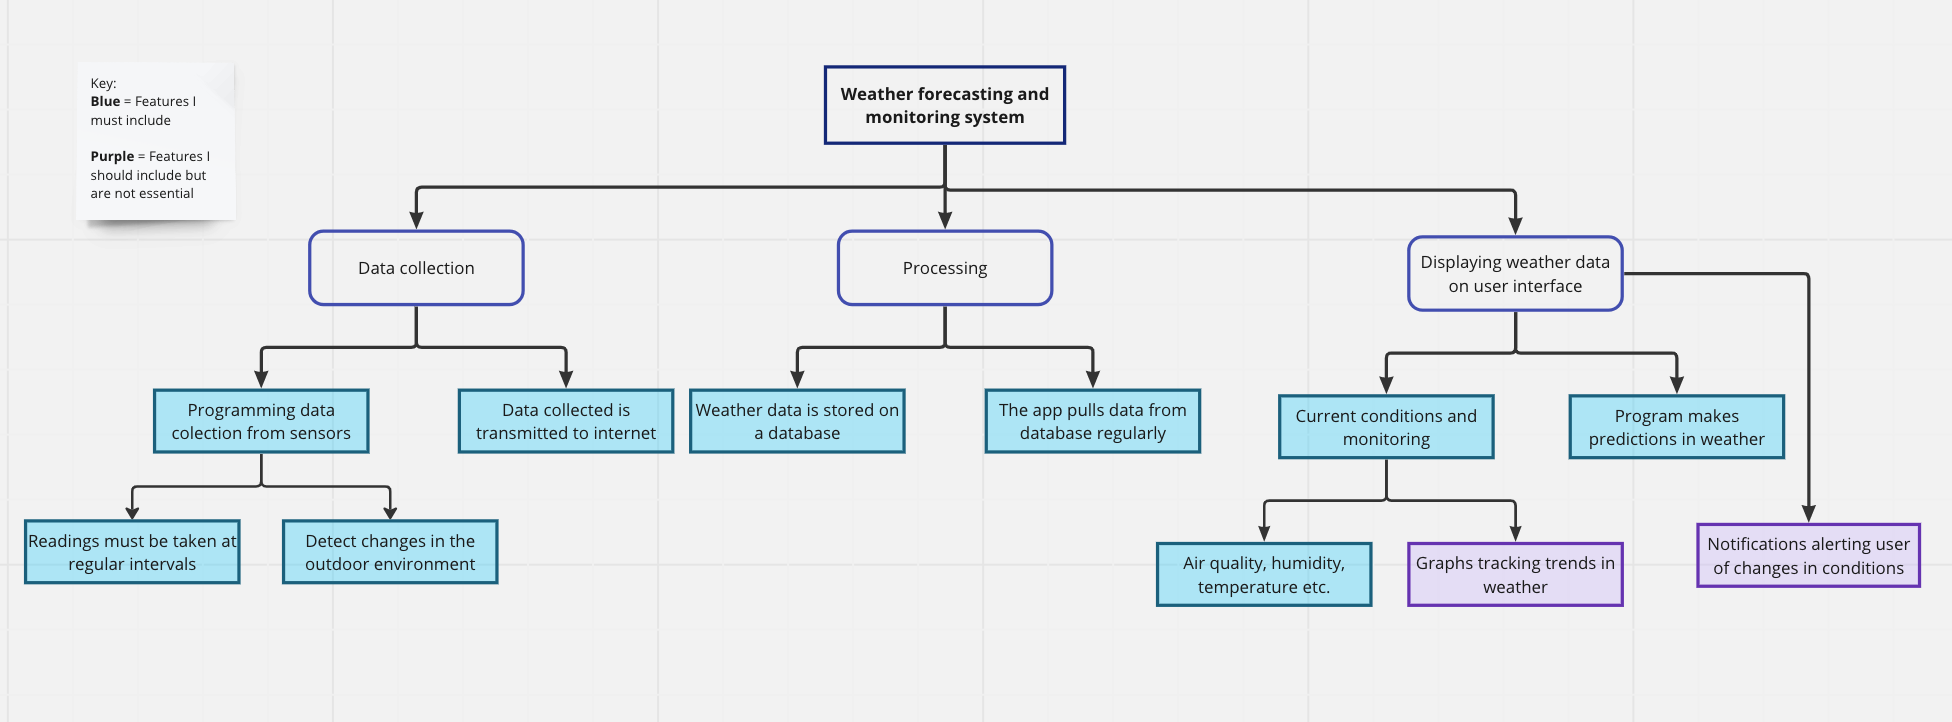 Key:
Blue = Features I
must include
Purple = Features I
should include but
are not essential
Weather forecasting and
monitoring system
Data collection
Processing
Displaying weather data
on user interface
Programming data
colection from sensors
Data collected is
transmitted to internet
Weather data is stored on
a database
The app pulls data from
database regularly
Current conditions and
monitoring
Program makes
predictions in weather
Readings must be taken at
regular intervals
Detect changes in the
outdoor environment
Air quality, humidity,
temperature etc.
Graphs tracking trends in
weather
Notifications alerting user
of changes in conditions